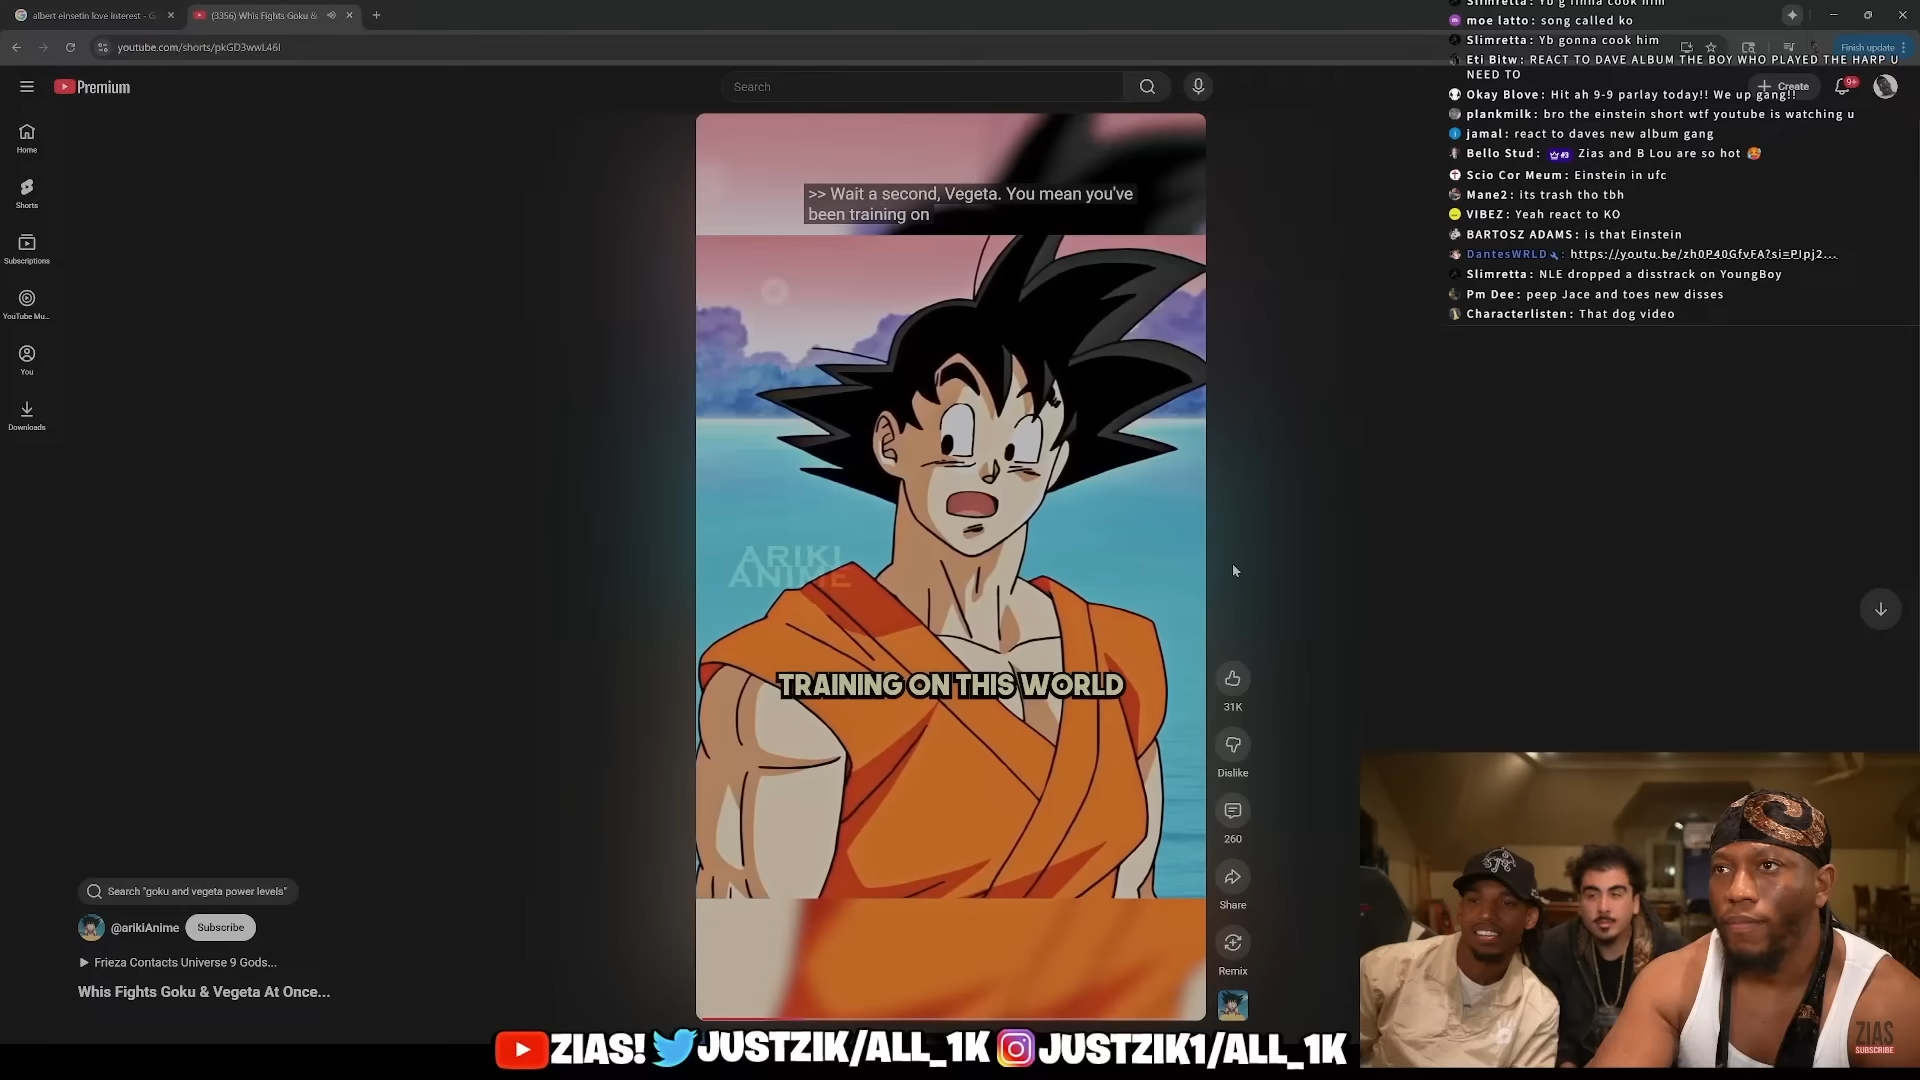 albert einsetin love interest - G
(3356) Whis Fights Goku &
youtube.com/shorts/pkGD3wwL46I
Finish update
Premium
Search
Create
9+
Home
Shorts
Subscriptions
YouTube Mu...
You
Downloads
>> Wait a second, Vegeta. You mean you've
been training on
ARIKI
ANIME
TRAINING ON THIS WORLD
31K
Dislike
260
Share
Remix
Search "goku and vegeta power levels"
@arikiAnime
Subscribe
Frieza Contacts Universe 9 Gods...
Whis Fights Goku & Vegeta At Once...
moe latto: song called ko
Slimretta: Yb gonna cook him
Eti Bitw: REACT TO DAVE ALBUM THE BOY WHO PLAYED THE HARP U
NEED TO
Okay Blove: Hit ah 9-9 parlay today!! We up gang!!
plankmilk: bro the einstein short wtf youtube is watching u
jamal: react to daves new album gang
Bello Stud: #3 Zias and B Lou are so hot 🥵
Scio Cor Meum: Einstein in ufc
Mane2: its trash tho tbh
VIBEZ: Yeah react to KO
BARTOSZ ADAMS: is that Einstein
DantesWRLD: https://youtu.be/zh0P40GfvFA?si=PIpj2...
Slimretta: NLE dropped a disstrack on YoungBoy
Pm Dee: peep Jace and toes new disses
Characterlisten: That dog video
ZIAS! JUSTZIK/ALL_1K JUSTZIK1/ALL_1K
ZIAS
SUBSCRIBE